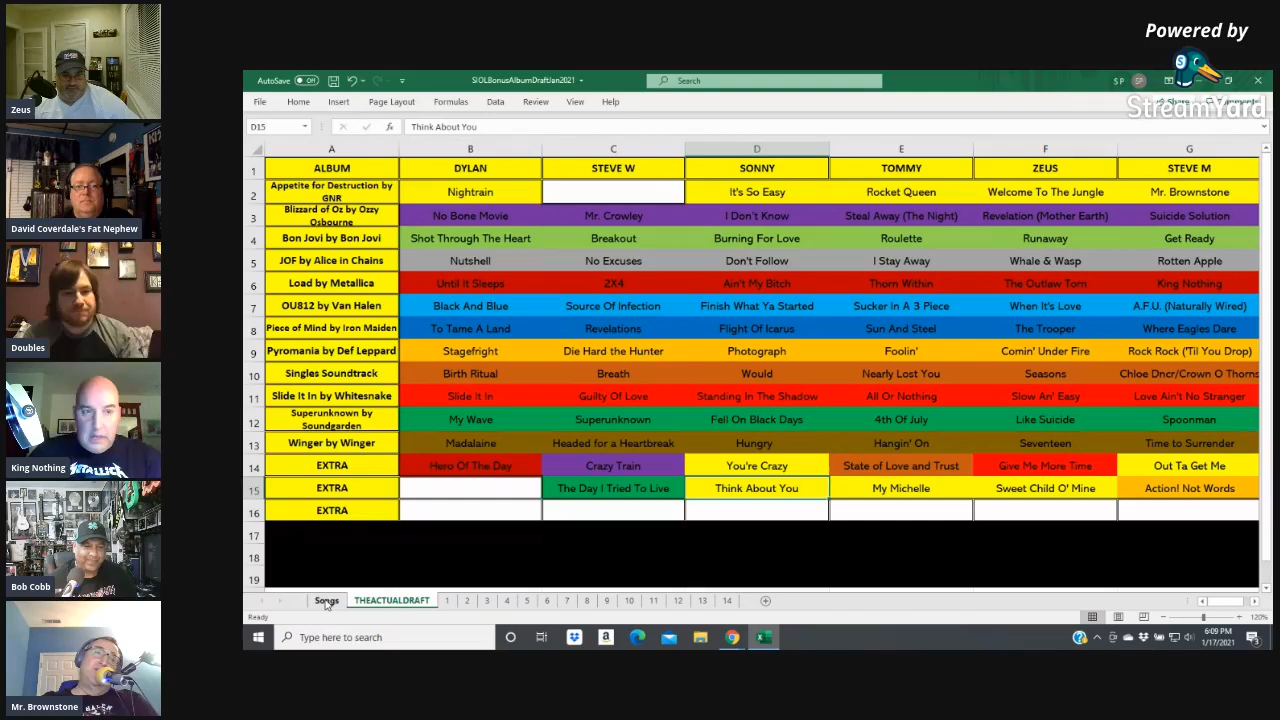 Powered by
StreamYard
Zeus
David Coverdale's Fat Nephew
Doubles
King Nothing
Bob Cobb
Mr. Brownstone
AutoSave Off SIOLBonusAlbumDraftJan2021 Search S P SP
File Home Insert Page Layout Formulas Data Review View Help
D15 fx Think About You
A B C D E F G
1 ALBUM DYLAN STEVE W SONNY TOMMY ZEUS STEVE M
2 Appetite for Destruction by GNR Nightrain It's So Easy Rocket Queen Welcome To The Jungle Mr. Brownstone
3 Blizzard of Oz by Ozzy Osbourne No Bone Movie Mr. Crowley I Don't Know Steal Away (The Night) Revelation (Mother Earth) Suicide Solution
4 Bon Jovi by Bon Jovi Shot Through The Heart Breakout Burning For Love Roulette Runaway Get Ready
5 JOF by Alice in Chains Nutshell No Excuses Don't Follow I Stay Away Whale & Wasp Rotten Apple
6 Load by Metallica Until It Sleeps 2X4 Ain't My Bitch Thorn Within The Outlaw Torn King Nothing
7 OU812 by Van Halen Black And Blue Source Of Infection Finish What Ya Started Sucker In A 3 Piece When It's Love A.F.U. (Naturally Wired)
8 Piece of Mind by Iron Maiden To Tame A Land Revelations Flight Of Icarus Sun And Steel The Trooper Where Eagles Dare
9 Pyromania by Def Leppard Stagefright Die Hard the Hunter Photograph Foolin' Comin' Under Fire Rock Rock ('Til You Drop)
10 Singles Soundtrack Birth Ritual Breath Would Nearly Lost You Seasons Chloe Dncr/Crown O Thorns
11 Slide It In by Whitesnake Slide It In Guilty Of Love Standing In The Shadow All Or Nothing Slow An' Easy Love Ain't No Stranger
12 Superunknown by Soundgarden My Wave Superunknown Fell On Black Days 4th Of July Like Suicide Spoonman
13 Winger by Winger Madalaine Headed for a Heartbreak Hungry Hangin' On Seventeen Time to Surrender
14 EXTRA Hero Of The Day Crazy Train You're Crazy State of Love and Trust Give Me More Time Out Ta Get Me
15 EXTRA The Day I Tried To Live Think About You My Michelle Sweet Child O' Mine Action! Not Words
16 EXTRA
17
18
19
Songs THEACTUALDRAFT 1 2 3 4 5 6 7 8 9 10 11 12 13 14
Ready 120%
Type here to search 6:09 PM
1/17/2021 3